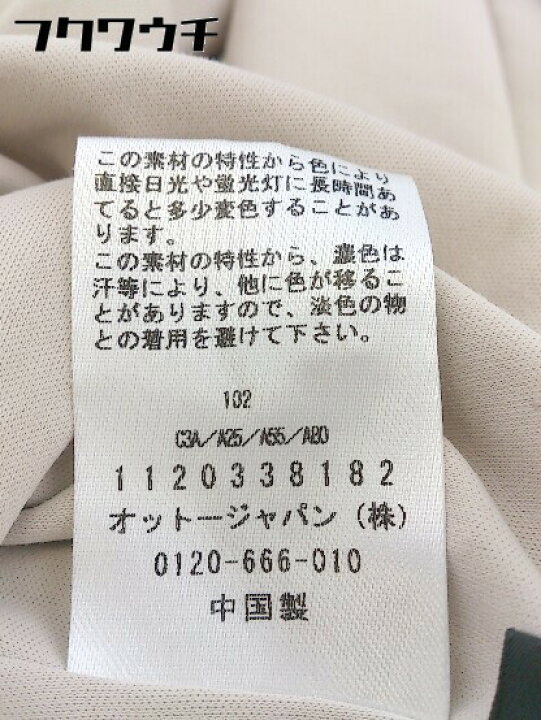 フクワウチ
この素材の特性から色により
直接日光や蛍光灯に長時間あ
てると多少変色することがあ
ります。
この素材の特性から、濃色は
汗等により、他に色が移るこ
とがありますので、淡色の物
との着用を避けて下さい。
102
C3A/A25/A55/AB0
11203338182
オットージャパン（株）
0120-666-010
中国製